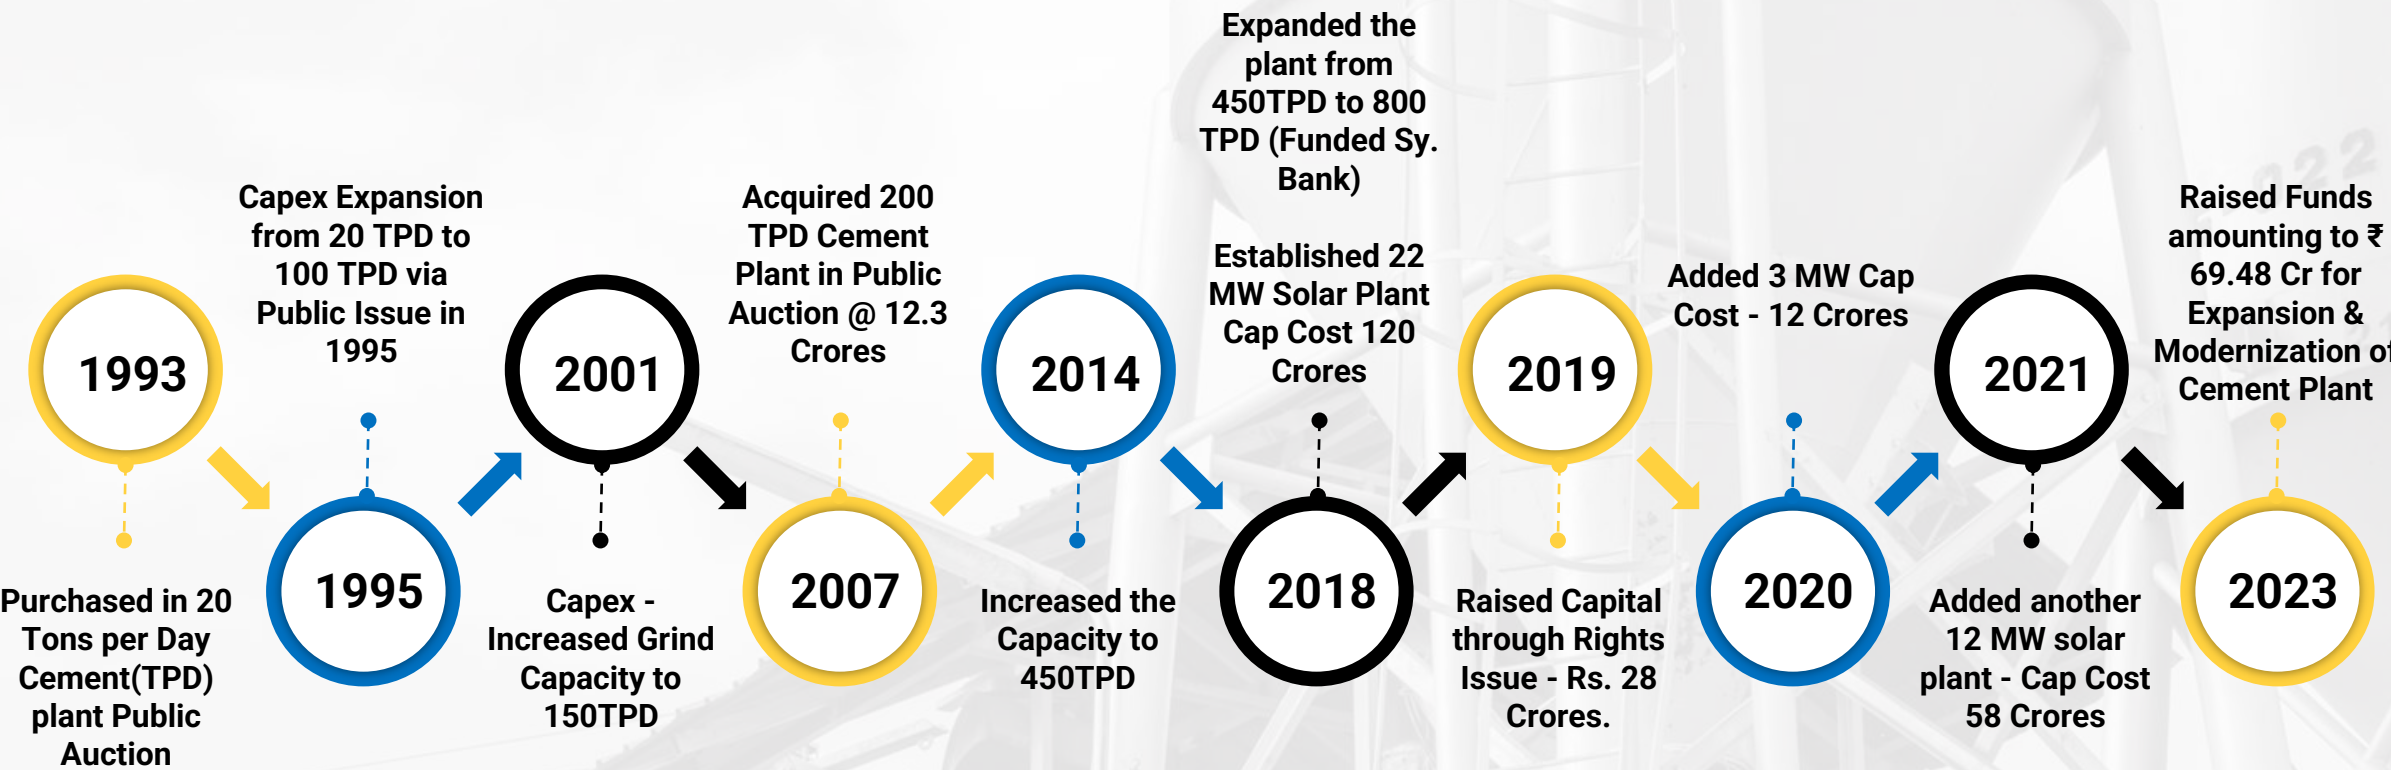 1993
Purchased in 20
Tons per Day
Cement(TPD)
plant Public
Auction
Capex Expansion
from 20 TPD to
100 TPD via
Public Issue in
1995
1995
2001
Capex -
Increased Grind
Capacity to
150TPD
Acquired 200
TPD Cement
Plant in Public
Auction @ 12.3
Crores
2007
2014
Increased the
Capacity to
450TPD
Expanded the
plant from
450TPD to 800
TPD (Funded Sy.
Bank)
Established 22
MW Solar Plant
Cap Cost 120
Crores
2018
2019
Raised Capital
through Rights
Issue - Rs. 28
Crores.
Added 3 MW Cap
Cost - 12 Crores
2020
2021
Added another
12 MW solar
plant - Cap Cost
58 Crores
Raised Funds
amounting to ₹
69.48 Cr for
Expansion &
Modernization of
Cement Plant
2023